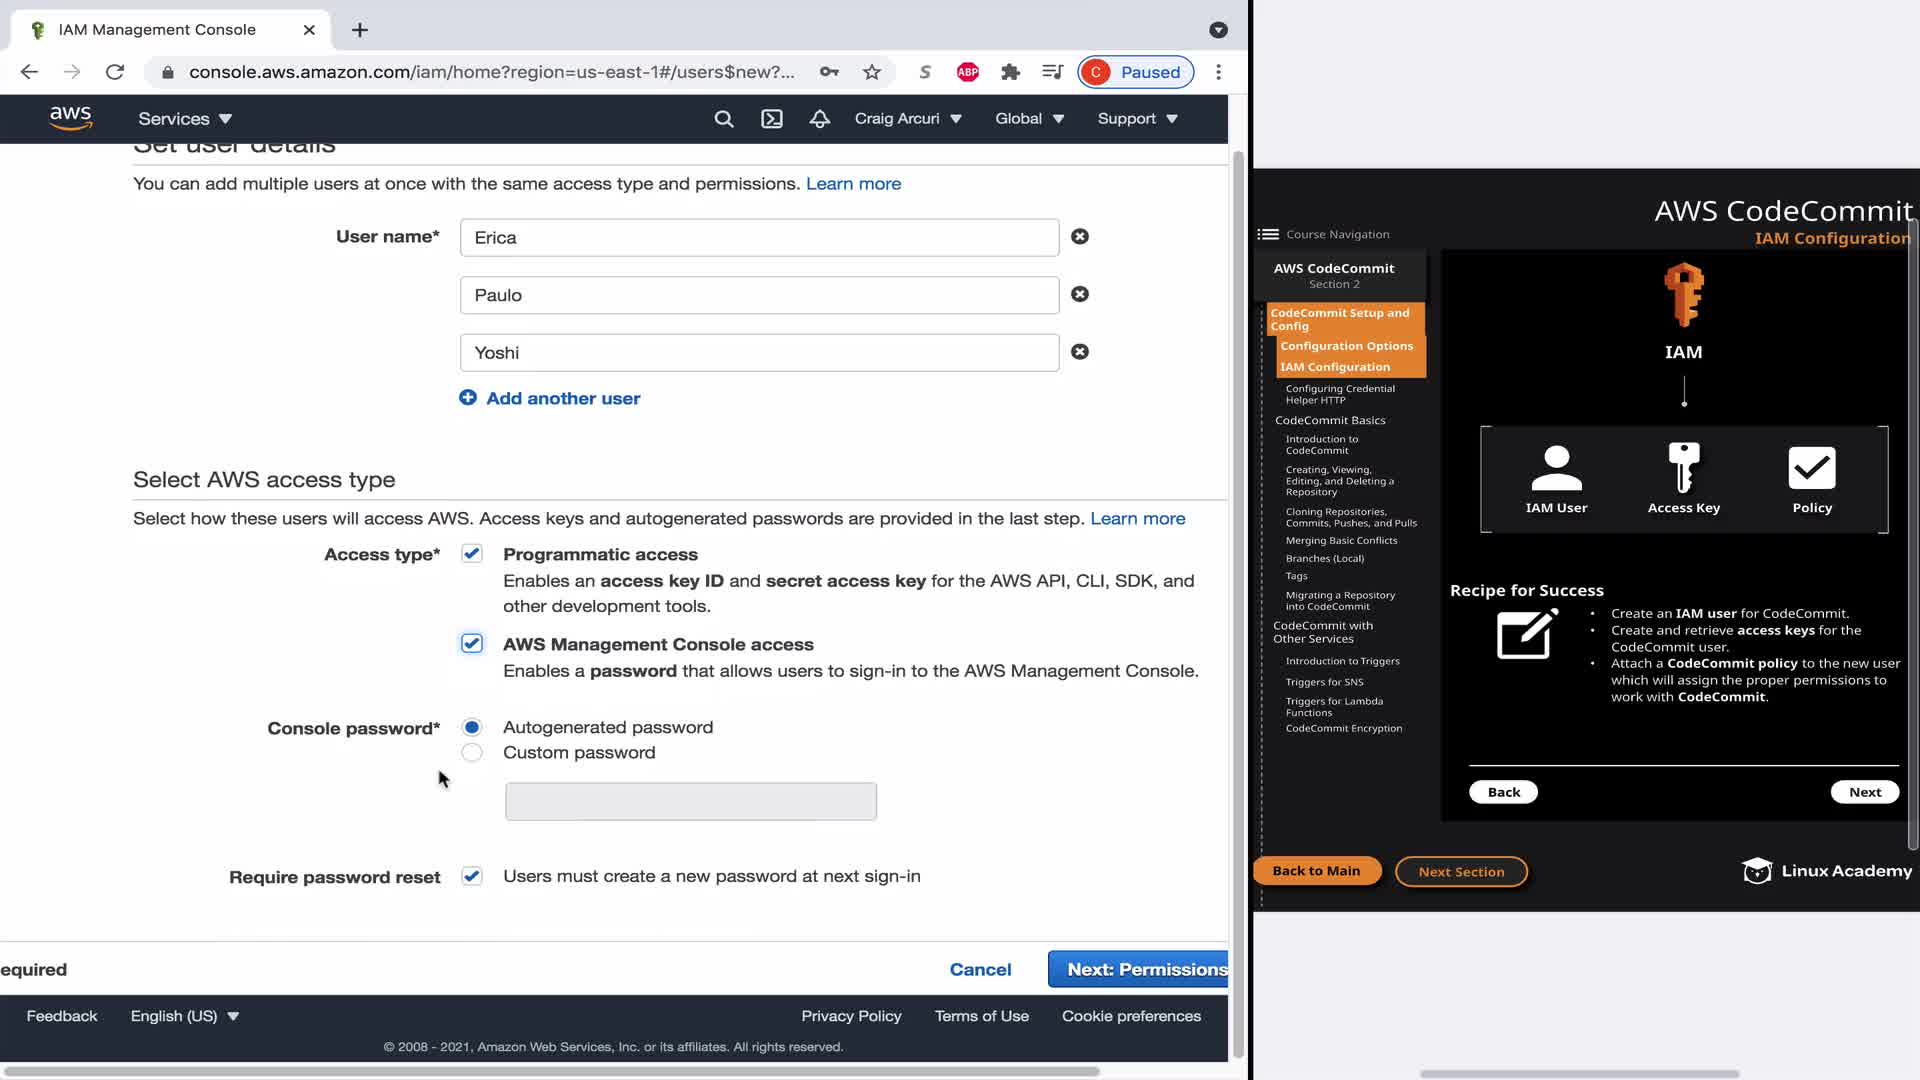 IAM Management Console
console.aws.amazon.com/iam/home?region=us-east-1#/users$new?...
S
ABP
C Paused
aws
Services
Craig Arcuri
Global
Support
Set user details
You can add multiple users at once with the same access type and permissions. Learn more
User name*
Erica
Paulo
Yoshi
Add another user
Select AWS access type
Select how these users will access AWS. Access keys and autogenerated passwords are provided in the last step. Learn more
Access type*
Programmatic access
Enables an access key ID and secret access key for the AWS API, CLI, SDK, and
other development tools.
AWS Management Console access
Enables a password that allows users to sign-in to the AWS Management Console.
Console password*
Autogenerated password
Custom password
Require password reset
Users must create a new password at next sign-in
equired
Cancel
Next: Permissions
Feedback
English (US)
Privacy Policy
Terms of Use
Cookie preferences
© 2008 - 2021, Amazon Web Services, Inc. or its affiliates. All rights reserved.
AWS CodeCommit
IAM Configuration
Course Navigation
AWS CodeCommit
Section 2
CodeCommit Setup and
Config
Configuration Options
IAM Configuration
Configuring Credential
Helper HTTP
CodeCommit Basics
Introduction to
CodeCommit
Creating, Viewing,
Editing, and Deleting a
Repository
Cloning Repositories,
Commits, Pushes, and Pulls
Merging Basic Conflicts
Branches (Local)
Tags
Migrating a Repository
into CodeCommit
CodeCommit with
Other Services
Introduction to Triggers
Triggers for SNS
Triggers for Lambda
Functions
CodeCommit Encryption
IAM
IAM User
Access Key
Policy
Recipe for Success
• Create an IAM user for CodeCommit.
• Create and retrieve access keys for the
CodeCommit user.
• Attach a CodeCommit policy to the new user
which will assign the proper permissions to
work with CodeCommit.
Back
Next
Back to Main
Next Section
Linux Academy